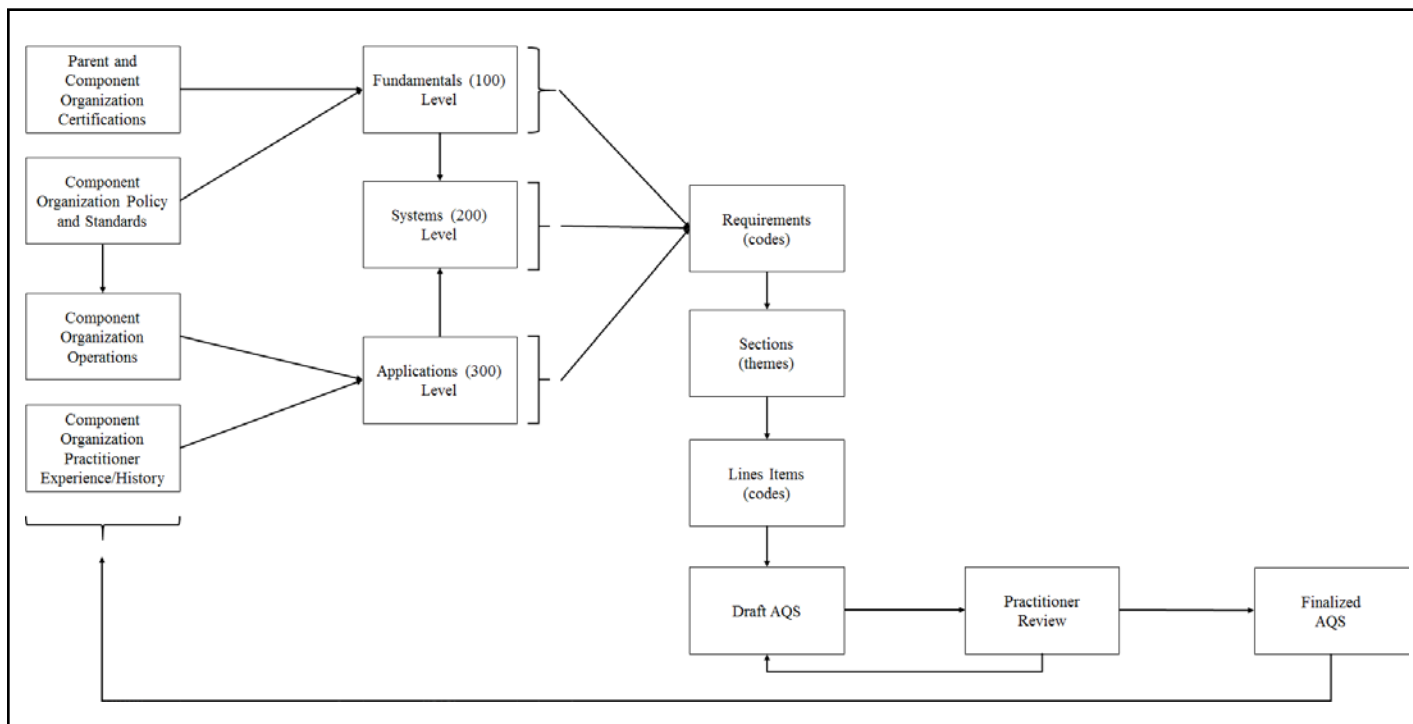 Parent and
Component
Organization
Certifications
Fundamentals (100)
Level
Component
Organization Policy
and Standards
Systems (200)
Level
Requirements
(codes)
Component
Organization
Operations
Sections
(themes)
Applications (300)
Level
Component
Organization
Practitioner
Experience/History
Lines Items
(codes)
Draft AQS
Practitioner
Review
Finalized
AQS